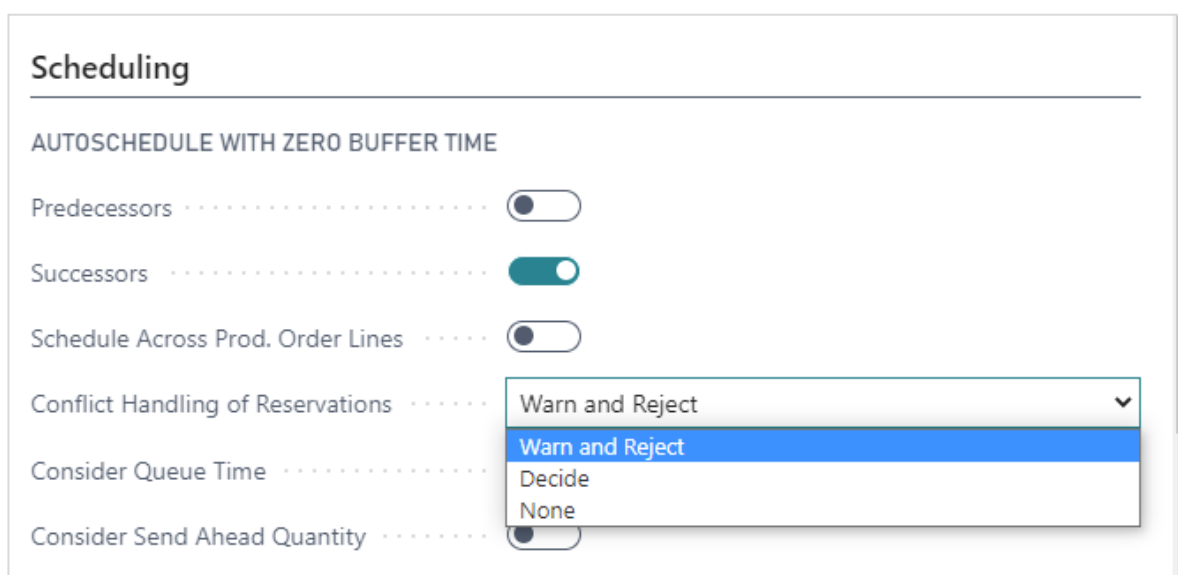 Scheduling
AUTOSCHEDULE WITH ZERO BUFFER TIME
Predecessors
Successors
Schedule Across Prod. Order Lines
Conflict Handling of Reservations Warn and Reject
Warn and Reject
Consider Queue Time
Decide
None
Consider Send Ahead Quantity